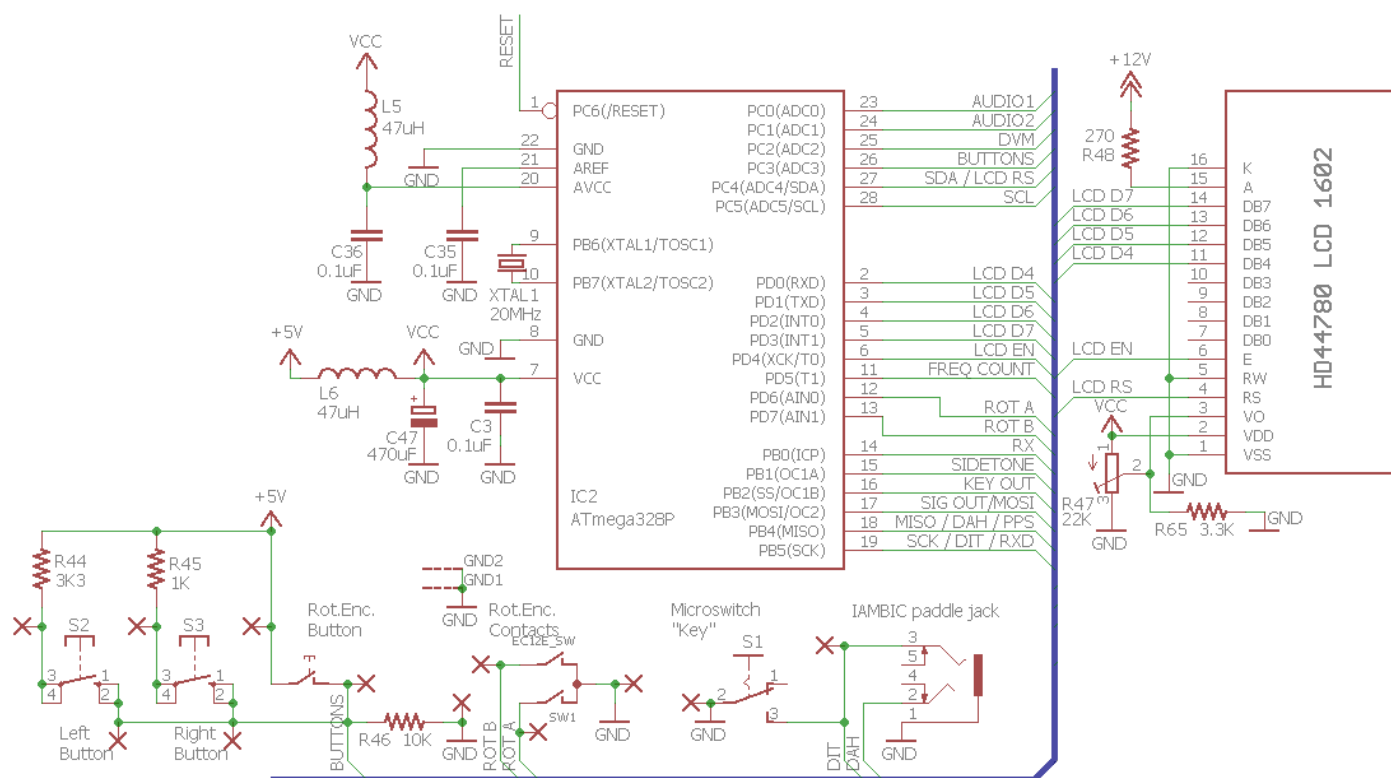 RESET
VCC
L5
47uH
C36
0.1uF
GND
C35
0.1uF
GND
GND
1
22
21
20
9
10
XTAL1
20MHz
8
7
GND
+5V
L6
47uH
VCC
+
C47
470uF
GND
C3
0.1uF
GND
PC6(/RESET)
GND
AREF
AVCC
PB6(XTAL1/TOSC1)
PB7(XTAL2/TOSC2)
GND
VCC
IC2
ATmega328P
PC0(ADC0) 23 AUDIO1
PC1(ADC1) 24 AUDIO2
PC2(ADC2) 25 DVM
PC3(ADC3) 26 BUTTONS
PC4(ADC4/SDA) 27 SDA / LCD RS
PC5(ADC5/SCL) 28 SCL
PD0(RXD) 2 LCD D4
PD1(TXD) 3 LCD D5
PD2(INT0) 4 LCD D6
PD3(INT1) 5 LCD D7
PD4(XCK/T0) 6 LCD EN
PD5(T1) 11 FREQ COUNT
PD6(AIN0) 12 ROT A
PD7(AIN1) 13 ROT B
PB0(ICP) 14 RX
PB1(OC1A) 15 SIDETONE
PB2(SS/OC1B) 16 KEY OUT
PB3(MOSI/OC2) 17 SIG OUT/MOSI
PB4(MISO) 18 MISO / DAH / PPS
PB5(SCK) 19 SCK / DIT / RXD
+12V
270
R48
16 K
15 A
LCD D7 14 DB7
LCD D6 13 DB6
LCD D5 12 DB5
LCD D4 11 DB4
10 DB3
9 DB2
8 DB1
7 DB0
LCD EN 6 E
5 RW
LCD RS 4 RS
3 VO
2 VDD
1 VSS
HD44780 LCD 1602
VCC
1
2
3
R47
22K
GND
GND
R65 3.3K
GND
+5V
R44
3K3
R45
1K
S2
3 1
4 2
Left
Button
S3
3 1
4 2
Right
Button
Rot.Enc.
Button
BUTTONS
R46 10K
GND
GND2
GND1
GND
Rot.Enc.
Contacts
EC12E_SW
SW1
ROT B
ROT A
GND
Microswitch
"Key"
S1
2
1
3
GND
IAMBIC paddle jack
3
5
4
2
1
GND
DIT
DAH